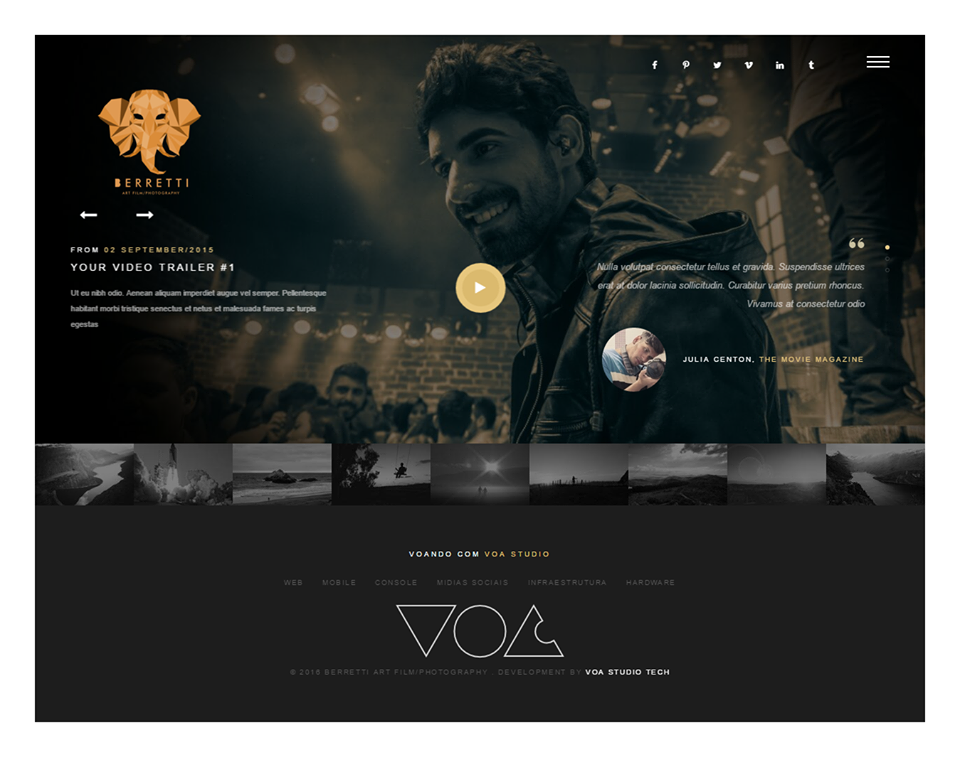 BERRETTI
ART FILM/PHOTOGRAPHY
FROM 02 SEPTEMBER/2015
YOUR VIDEO TRAILER #1
Ut eu nibh odio. Aenean aliquam imperdiet augue vel semper. Pellentesque
habitant morbi tristique senectus et netus et malesuada fames ac turpis
egestas
Nulla volutpat consectetur tellus et gravida. Suspendisse ultrices
erat at dolor lacinia sollicitudin. Curabitur varius pretium rhoncus.
Vivamus at consectetur odio
JULIA CENTON, THE MOVIE MAGAZINE
VOANDO COM VOA STUDIO
WEB MOBILE CONSOLE MIDIAS SOCIAIS INFRAESTRUTURA HARDWARE
VOA
© 2016 BERRETTI ART FILM/PHOTOGRAPHY . DEVELOPMENT BY VOA STUDIO TECH